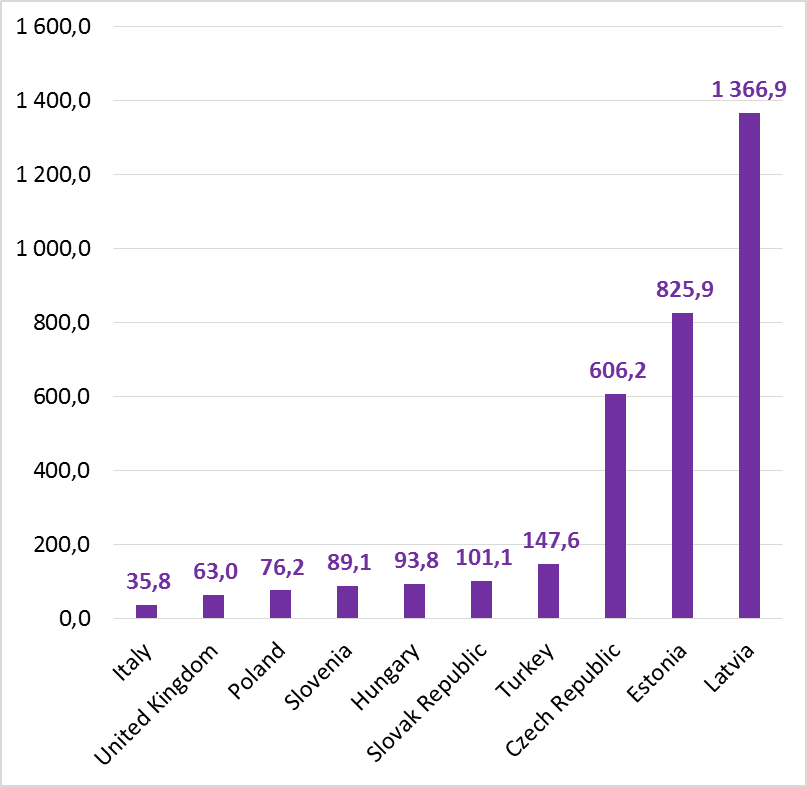 1 600,0
1 400,0
1 200,0
1 000,0
800,0
600,0
400,0
200,0
0,0
35,8
63,0
76,2
89,1
93,8
101,1
147,6
606,2
825,9
1 366,9
Italy
United Kingdom
Poland
Slovenia
Hungary
Slovak Republic
Turkey
Czech Republic
Estonia
Latvia